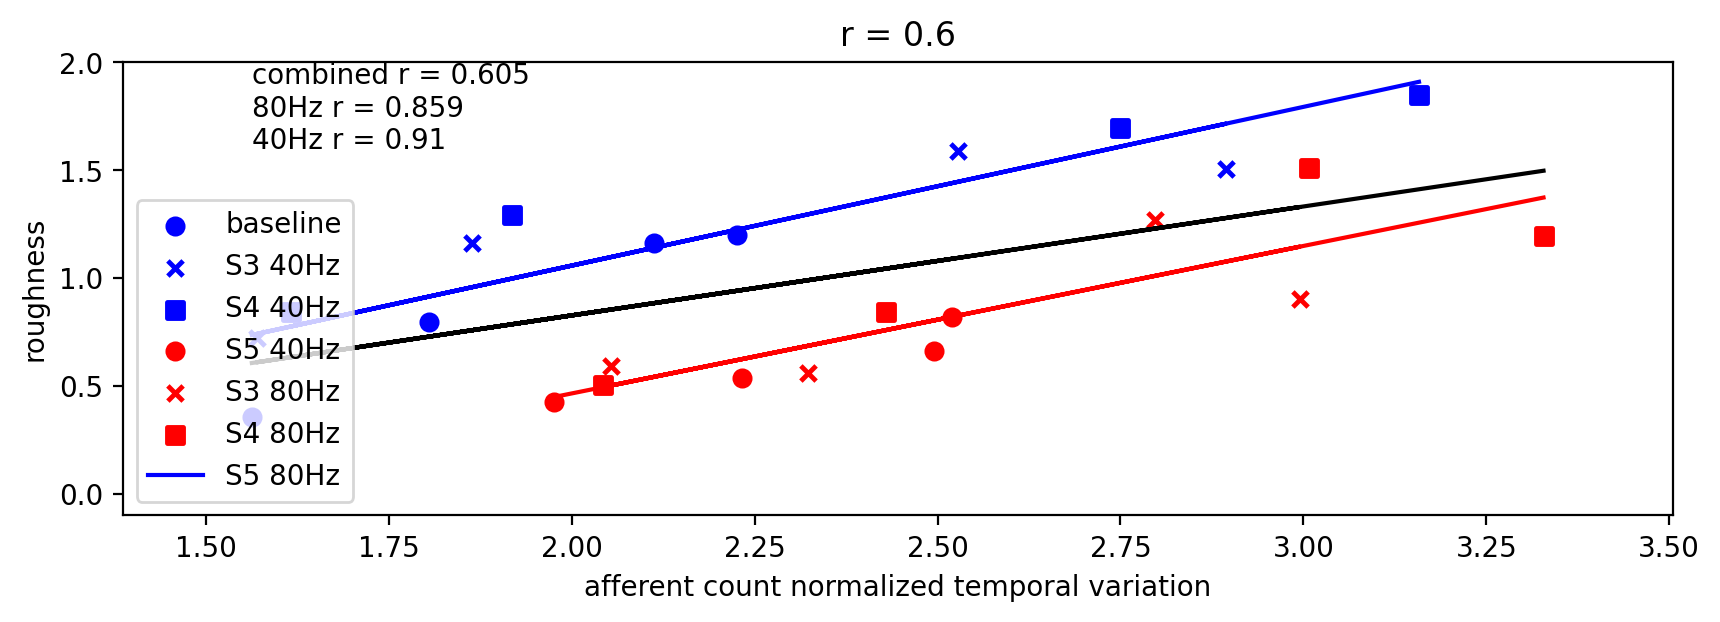 r = 0.6
combined r = 0.605
80Hz r = 0.859
40Hz r = 0.91
2.0
1.5
1.0
0.5
0.0
roughness
baseline
S3 40Hz
S4 40Hz
S5 40Hz
S3 80Hz
S4 80Hz
S5 80Hz
1.50 1.75 2.00 2.25 2.50 2.75 3.00 3.25 3.50
afferent count normalized temporal variation